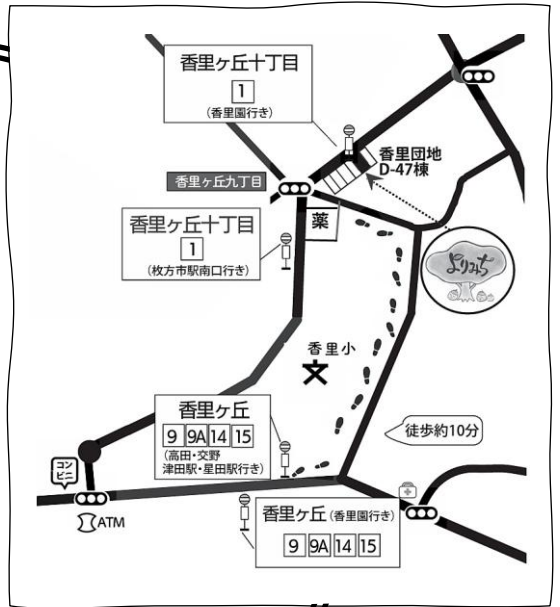 香里ヶ丘十丁目
1
(香里園行き)
香里団地
D-47棟
香里ヶ丘九丁目
薬
香里ヶ丘十丁目
1
(枚方市駅南口行き)
よりみち
香里小
文
香里ヶ丘
9 9A 14 15
(高田・交野
津田駅・星田駅行き)
徒歩約10分
コン
ビニ
ATM
香里ヶ丘(香里園行き)
9 9A 14 15